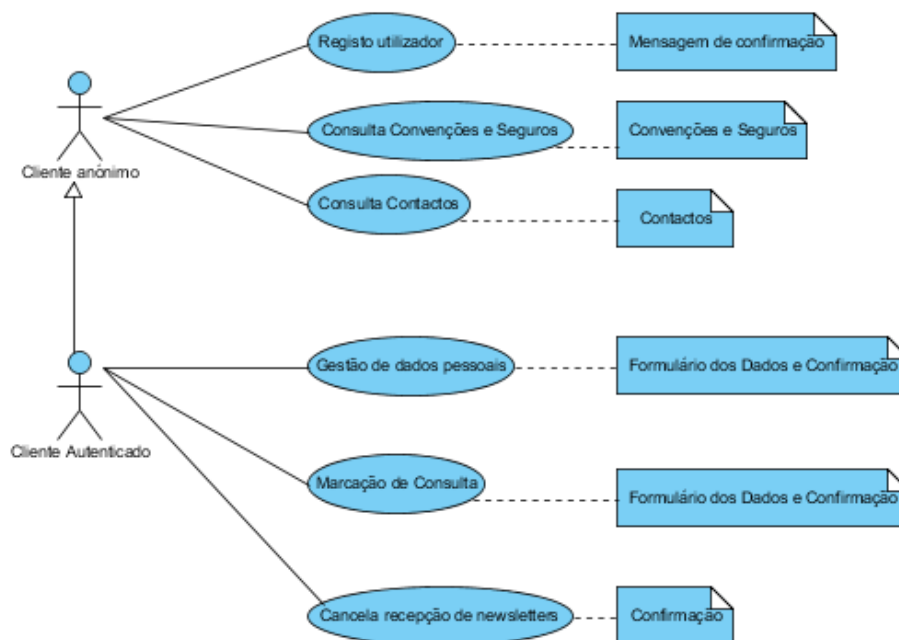 Registo utilizador
Mensagem de confirmação
Consulta Convenções e Seguros
Convenções e Seguros
Cliente anónimo
Consulta Contactos
Contactos
Gestão de dados pessoais
Formulário dos Dados e Confirmação
Cliente Autenticado
Marcação de Consulta
Formulário dos Dados e Confirmação
Cancela recepção de newsletters
Confirmação